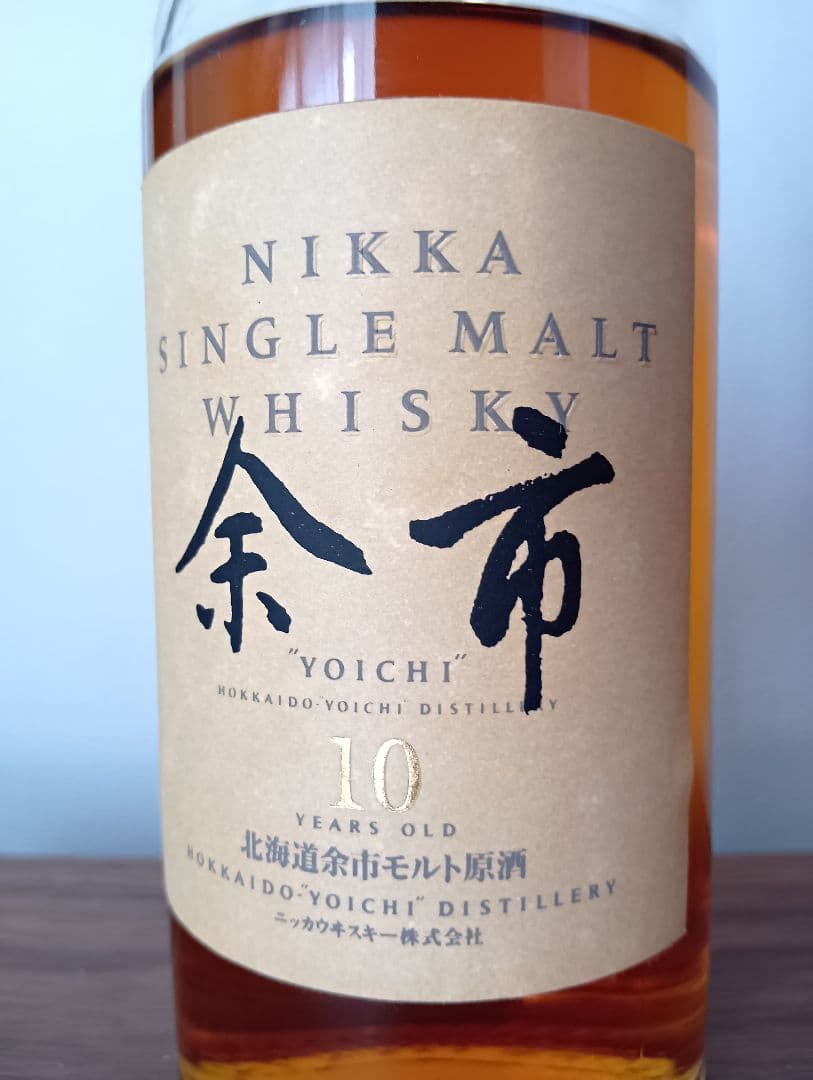 NIKKA
SINGLE MALT
WHISKY
余市
"YOICHI"
HOKKAIDO-"YOICHI" DISTILLERY
10
YEARS OLD
北海道余市モルト原酒
HOKKAIDO-"YOICHI" DISTILLERY
ニッカウヰスキー株式会社